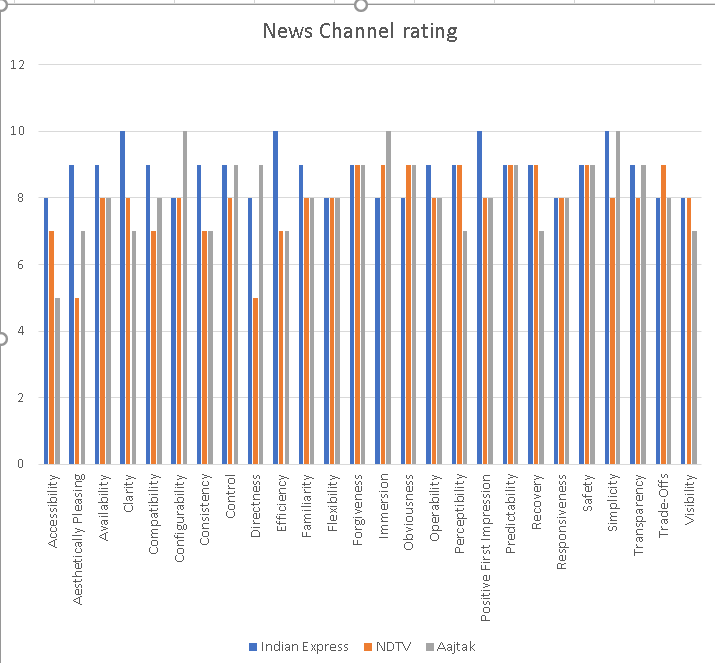 News Channel rating
12
10
8
6
4
2
0
Accessibility
Aesthetically Pleasing
Availability
Clarity
Compatibility
Configurability
Consistency
Control
Directness
Efficiency
Familiarity
Flexibility
Forgiveness
Immersion
Obviousness
Operability
Perceptibility
Positive First Impression
Predictability
Recovery
Responsiveness
Safety
Simplicity
Transparency
Trade-Offs
Visibility
Indian Express NDTV Aajtak